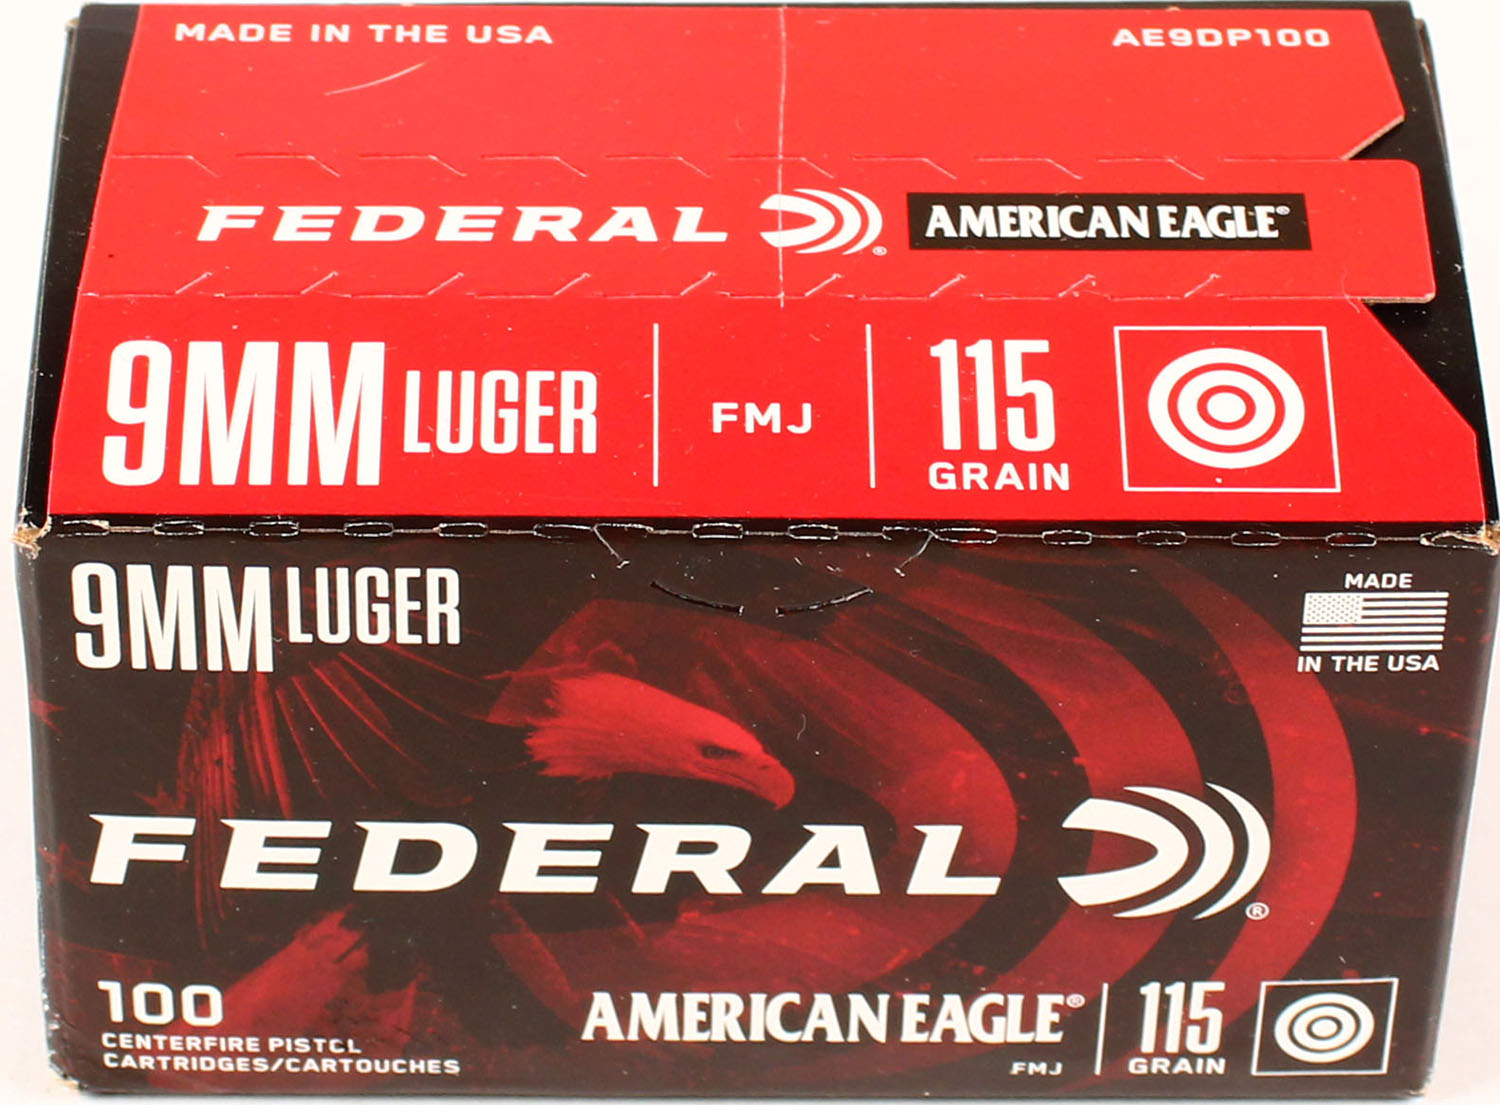 MADE IN THE USA
AE9DP100
FEDERAL® AMERICAN EAGLE®
9MM LUGER
FMJ
115
GRAIN
9MM LUGER
MADE
IN THE USA
FEDERAL®
100
CENTERFIRE PISTOL
CARTRIDGES/CARTOUCHES
AMERICAN EAGLE®
FMJ
115
GRAIN